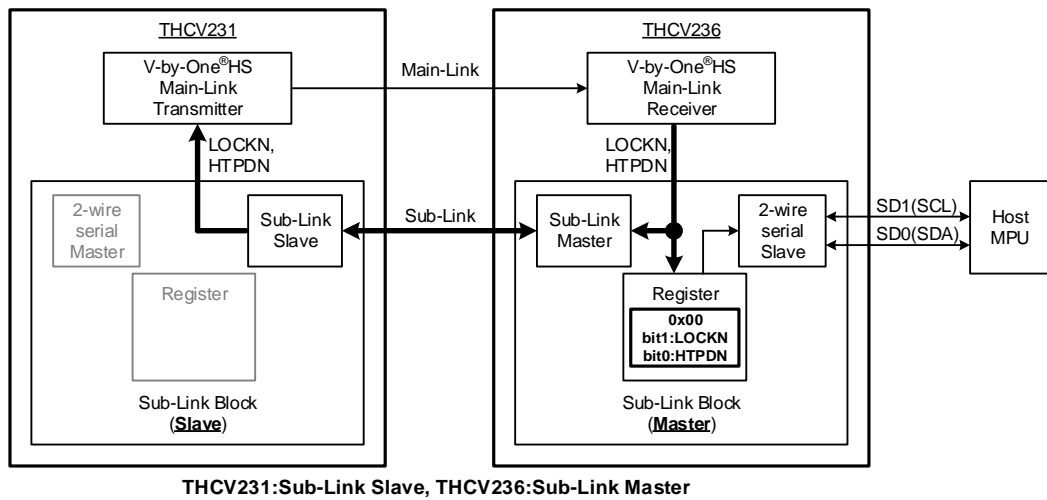 THCV231
V-by-One®HS
Main-Link
Transmitter
LOCKN,
HTPDN
2-wire
serial
Master
Sub-Link
Slave
Register
Sub-Link Block
(Slave)
Main-Link
Sub-Link
THCV236
V-by-One®HS
Main-Link
Receiver
LOCKN,
HTPDN
Sub-Link
Master
2-wire
serial
Slave
Register
0x00
bit1:LOCKN
bit0:HTPDN
Sub-Link Block
(Master)
SD1(SCL)
SD0(SDA)
Host
MPU
THCV231:Sub-Link Slave, THCV236:Sub-Link Master